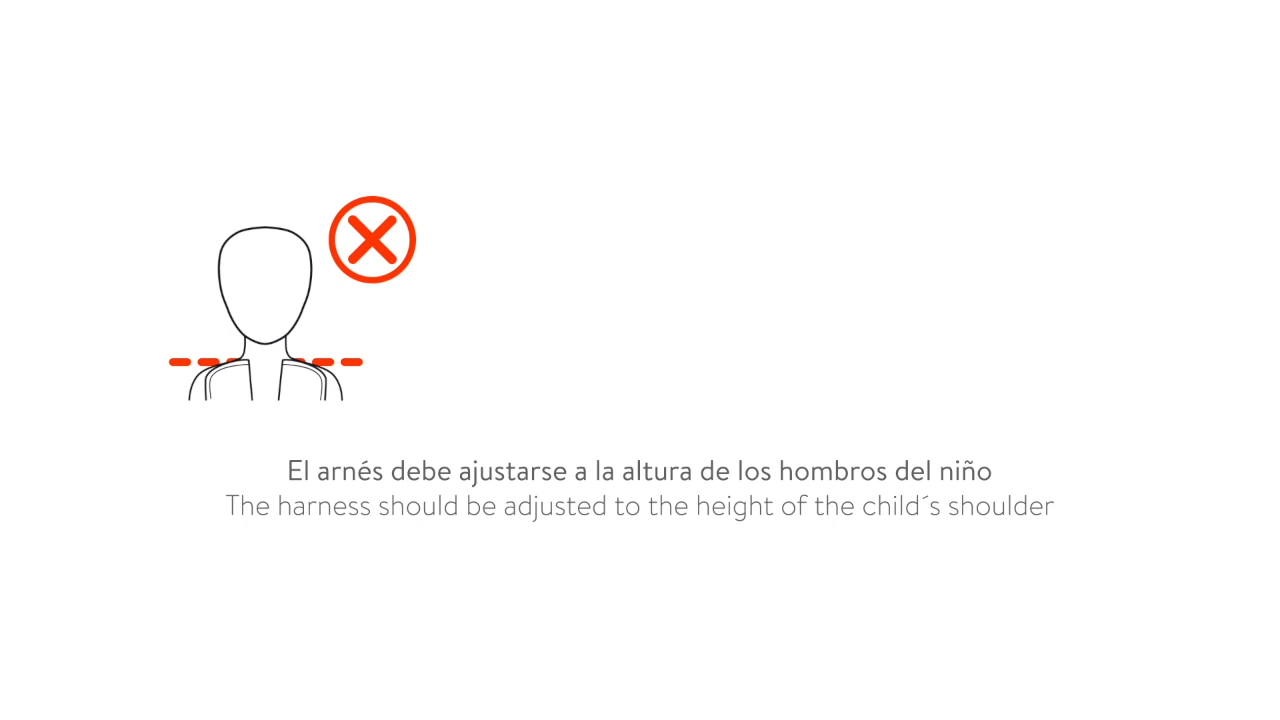 El arnés debe ajustarse a la altura de los hombros del niño
The harness should be adjusted to the height of the child´s shoulder